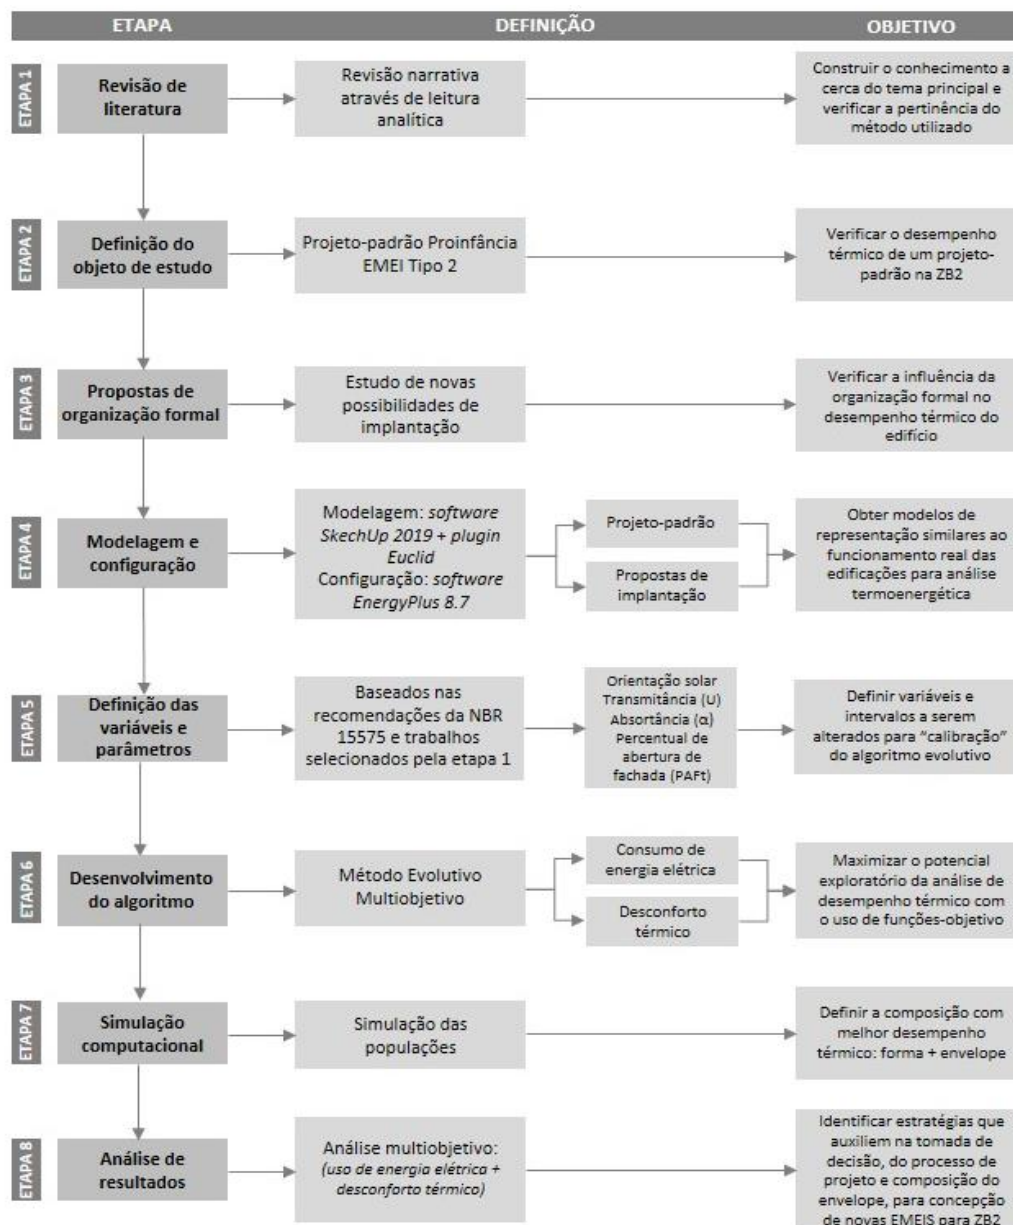 ETAPA
DEFINIÇÃO
OBJETIVO
ETAPA 1
Revisão de
literatura
Revisão narrativa
através de leitura
analítica
Construir o conhecimento a
cerca do tema principal e
verificar a pertinência do
método utilizado
ETAPA 2
Definição do
objeto de estudo
Projeto-padrão Proinfância
EMEI Tipo 2
Verificar o desempenho
térmico de um projeto-
padrão na ZB2
ETAPA 3
Propostas de
organização formal
Estudo de novas
possibilidades de
implantação
Verificar a influência da
organização formal no
desempenho térmico do
edifício
ETAPA 4
Modelagem e
configuração
Modelagem: software
SkechUp 2019 + plugin
Euclid
Configuração: software
EnergyPlus 8.7
Projeto-padrão
Propostas de
implantação
Obter modelos de
representação similares ao
funcionamento real das
edificações para análise
termoenergética
ETAPA 5
Definição das
variáveis e
parâmetros
Baseados nas
recomendações da NBR
15575 e trabalhos
selecionados pela etapa 1
Orientação solar
Transmitância (U)
Absortância (α)
Percentual de
abertura de
fachada (PAFt)
Definir variáveis e
intervalos a serem
alterados para “calibração”
do algoritmo evolutivo
ETAPA 6
Desenvolvimento
do algoritmo
Método Evolutivo
Multiobjetivo
Consumo de
energia elétrica
Desconforto
térmico
Maximizar o potencial
exploratório da análise de
desempenho térmico com
o uso de funções-objetivo
ETAPA 7
Simulação
computacional
Simulação das
populações
Definir a composição com
melhor desempenho
térmico: forma + envelope
ETAPA 8
Análise de
resultados
Análise multiobjetivo:
(uso de energia elétrica +
desconforto térmico)
Identificar estratégias que
auxiliem na tomada de
decisão, do processo de
projeto e composição do
envelope, para concepção
de novas EMEIS para ZB2